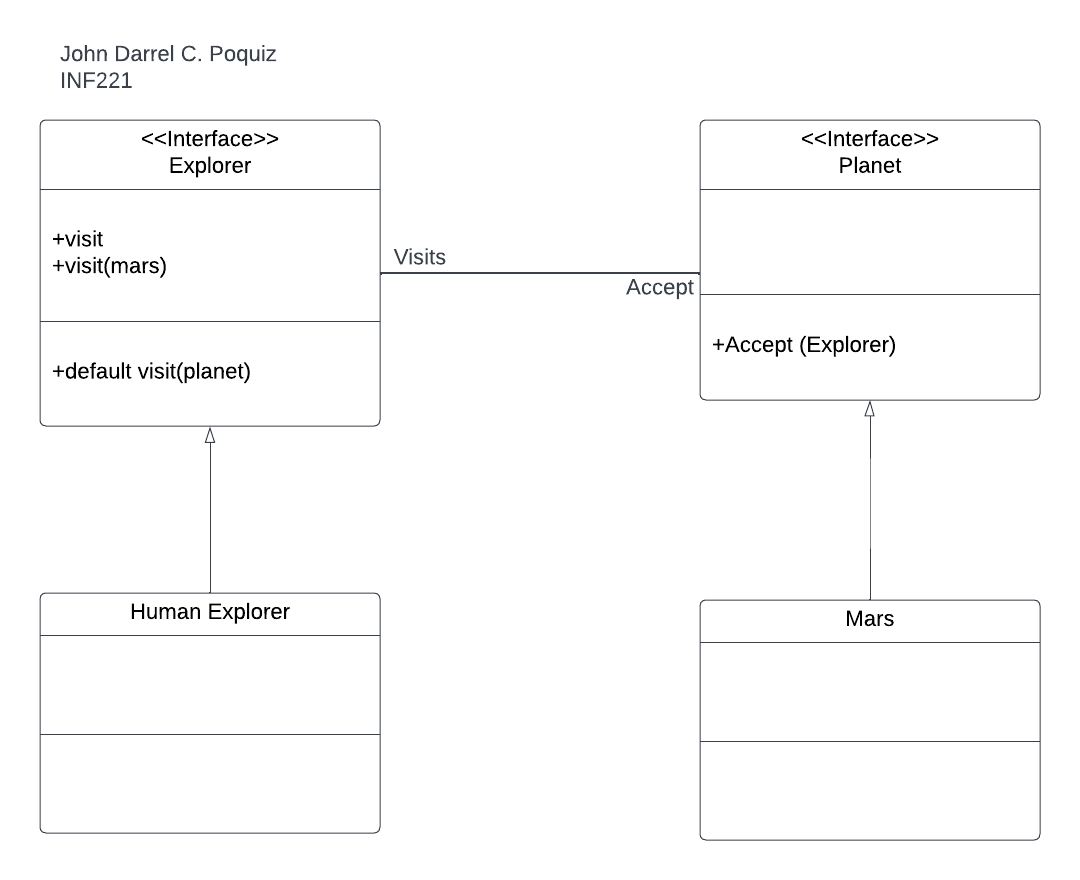 John Darrel C. Poquiz
INF221
<<Interface>>
Explorer
+visit
+visit(mars)
+default visit(planet)
Visits
Accept
<<Interface>>
Planet
+Accept (Explorer)
Human Explorer
Mars